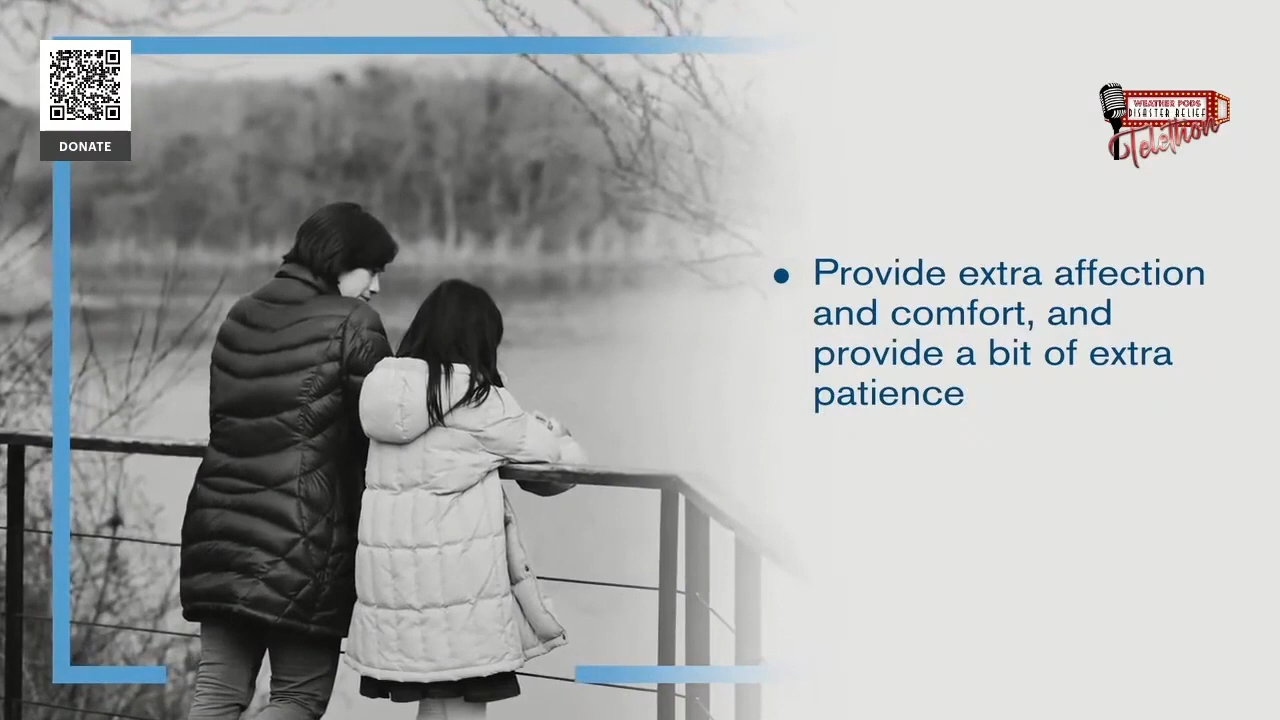 DONATE
WEATHER PODS
DISASTER RELIEF
Telethon
• Provide extra affection
and comfort, and
provide a bit of extra
patience